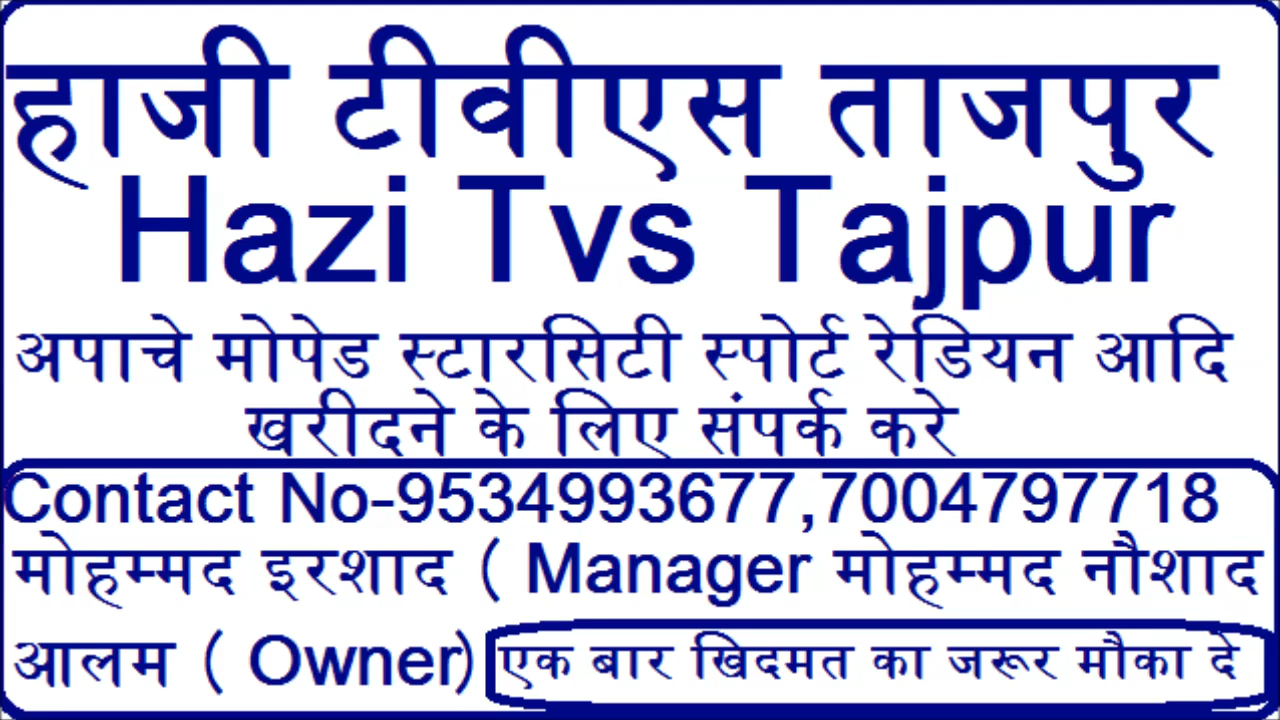 हाजी टीवीएस ताजपुर
Hazi Tvs Tajpur
अपाचे मोपेड स्टारसिटी स्पोर्ट रेडियन आदि
खरीदने के लिए संपर्क करे
Contact No-9534993677,7004797718
मोहम्मद इरशाद ( Manager मोहम्मद नौशाद
आलम ( Owner)
एक बार खिदमत का जरूर मौका दे